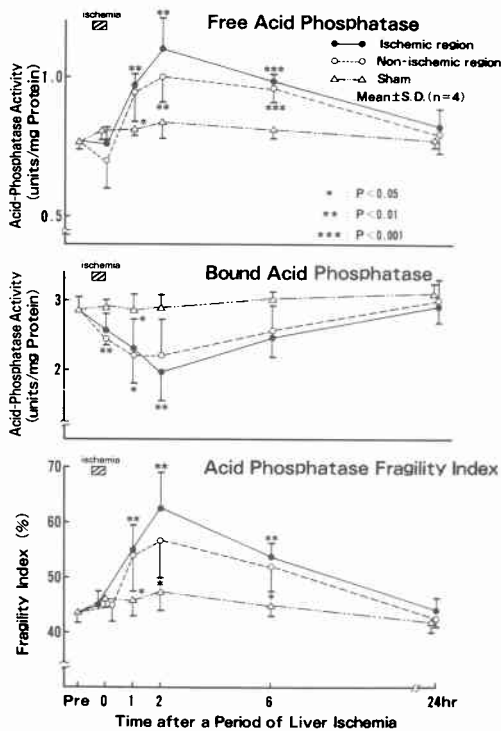 ischemia
Free Acid Phosphatase
Ischemic region
Non-ischemic region
Sham
Mean±S.D.(n=4)
Acid-Phosphatase Activity
(units/mg Protein)
1.0
0.5
** *** ** * ***
* : P<0.05
** : P<0.01
*** : P<0.001
ischemia
Bound Acid Phosphatase
Acid-Phosphatase Activity
(units/mg Protein)
3
2
* ** * **
ischemia
Acid Phosphatase Fragility Index
Fragility Index (%)
70
60
50
40
** ** ** * * *
Pre 0 1 2 6 24hr
Time after a Period of Liver Ischemia